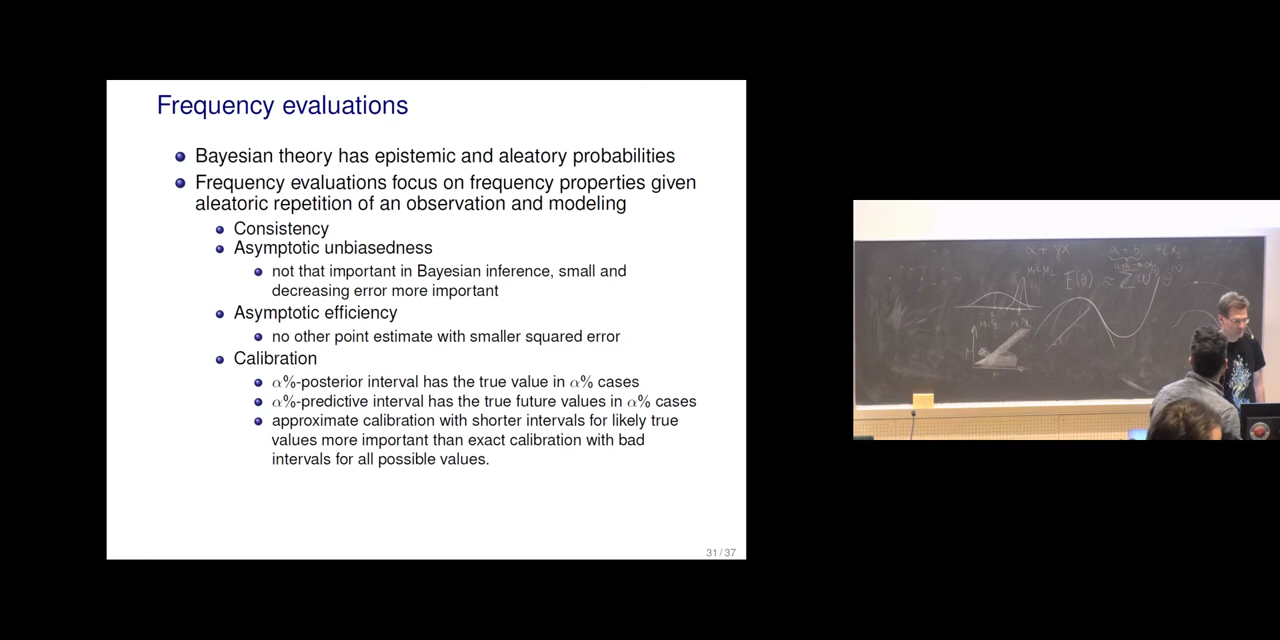 Frequency evaluations
Bayesian theory has epistemic and aleatory probabilities
Frequency evaluations focus on frequency properties given
aleatoric repetition of an observation and modeling
Consistency
Asymptotic unbiasedness
not that important in Bayesian inference, small and
decreasing error more important
Asymptotic efficiency
no other point estimate with smaller squared error
Calibration
α%-posterior interval has the true value in α% cases
α%-predictive interval has the true future values in α% cases
approximate calibration with shorter intervals for likely true
values more important than exact calibration with bad
intervals for all possible values.
31/37